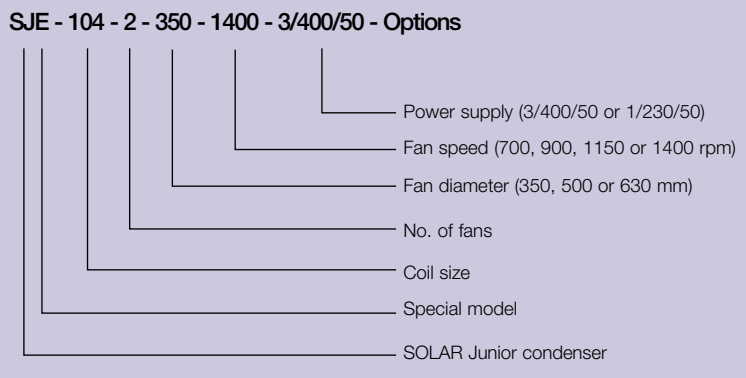 SJE - 104 - 2 - 350 - 1400 - 3/400/50 - Options
Power supply (3/400/50 or 1/230/50)
Fan speed (700, 900, 1150 or 1400 rpm)
Fan diameter (350, 500 or 630 mm)
No. of fans
Coil size
Special model
SOLAR Junior condenser